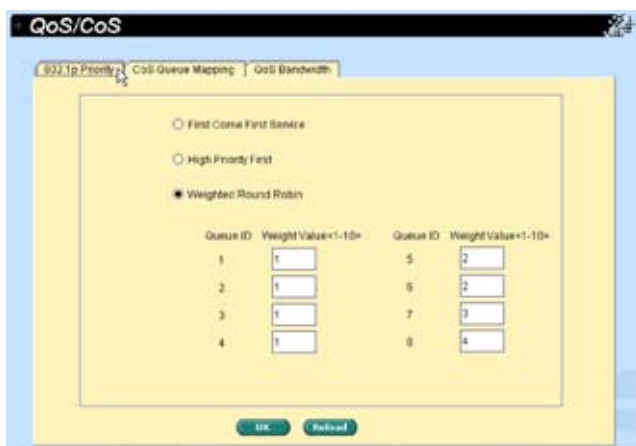 QoS/CoS
802.1p Priority CoS Queue Mapping QoS Bandwidth
First Come First Service
High Priority First
Weighted Round Robin
Queue ID Weight Value<1-10> Queue ID Weight Value<1-10>
1 1 5 2
2 1 6 2
3 1 7 3
4 1 8 4
OK Reload